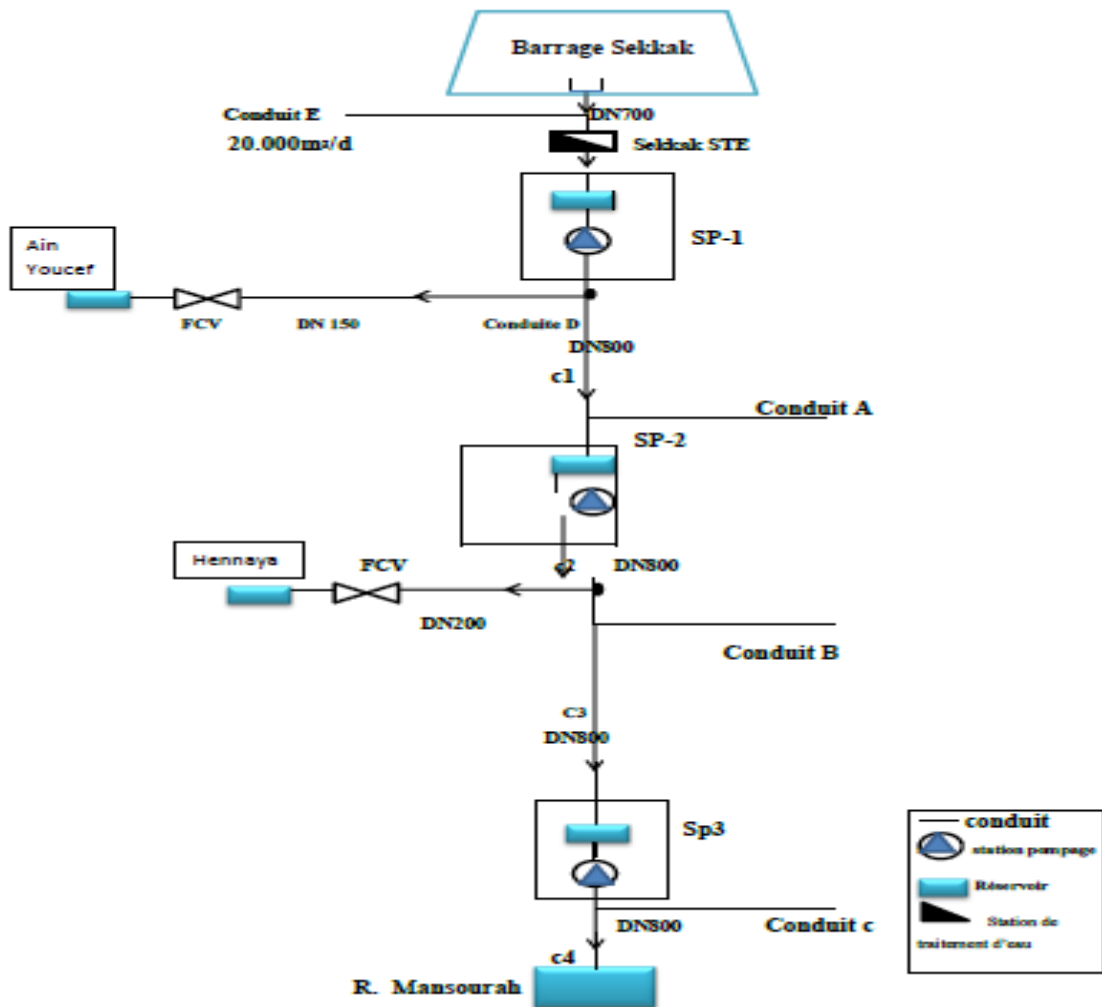 Barrage Sekkak
Conduit E
DN700
20.000m³/d
Sekkak STE
SP-1
Ain
Youcef
FCV
DN 150
Conduite D
DN800
c1
Conduit A
SP-2
Hennaya
FCV
c2
DN800
DN200
Conduit B
C3
DN800
Sp3
conduit
station pompage
Réservoir
Station de
traitement d'eau
DN800
Conduit c
c4
R. Mansourah